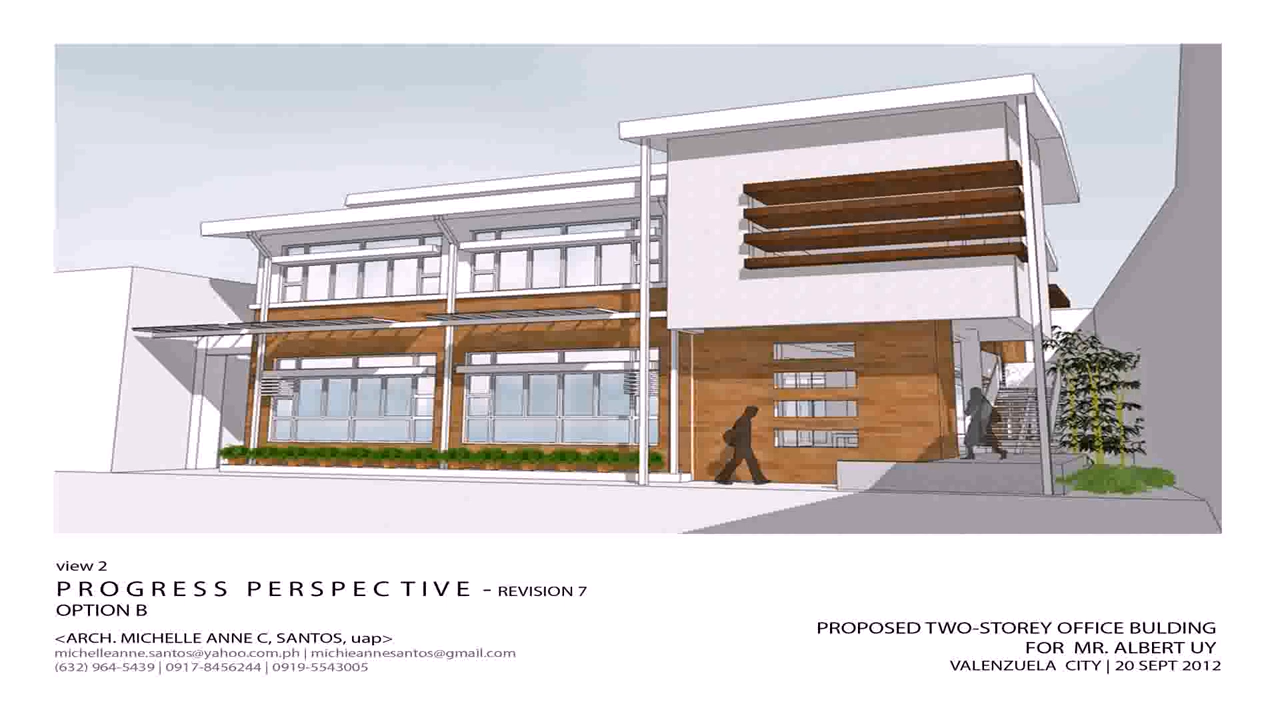 view 2
PROGRESS PERSPECTIVE - REVISION 7
OPTION B
<ARCH. MICHELLE ANNE C, SANTOS, uap>
michelleanne.santos@yahoo.com.ph | michieannesantos@gmail.com
(632) 964-5439 | 0917-8456244 | 0919-5543005
PROPOSED TWO-STOREY OFFICE BULDING
FOR MR. ALBERT UY
VALENZUELA CITY | 20 SEPT 2012